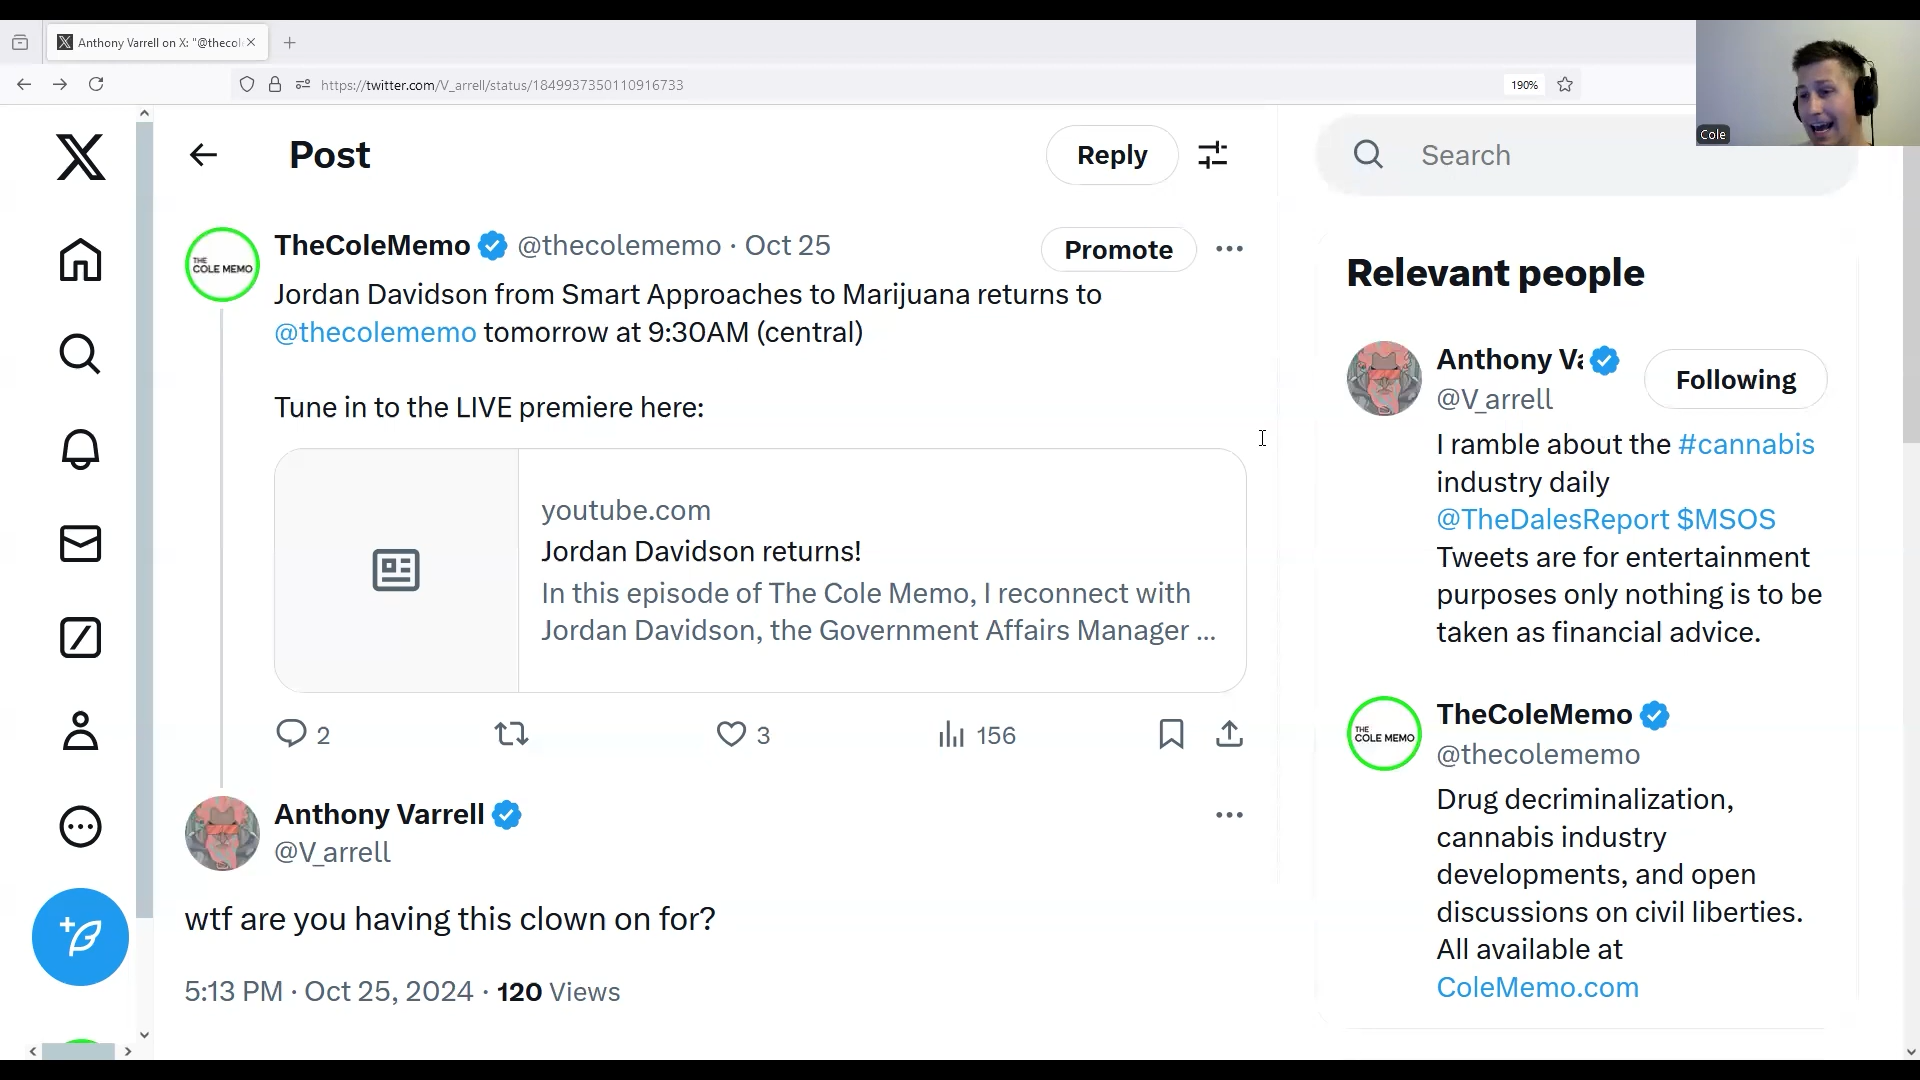 Anthony Varrell on X: "@thecol
https://twitter.com/V_arrell/status/1849937350110916733
190%
Cole
Post
Reply
Search
THE
COLE MEMO
TheColeMemo @thecolememo · Oct 25
Promote
Jordan Davidson from Smart Approaches to Marijuana returns to
@thecolememo tomorrow at 9:30AM (central)
Tune in to the LIVE premiere here:
youtube.com
Jordan Davidson returns!
In this episode of The Cole Memo, I reconnect with
Jordan Davidson, the Government Affairs Manager ...
2
3
156
Anthony Varrell
@V_arrell
wtf are you having this clown on for?
5:13 PM · Oct 25, 2024 · 120 Views
Relevant people
Anthony Va
@V_arrell
Following
I ramble about the #cannabis
industry daily
@TheDalesReport $MSOS
Tweets are for entertainment
purposes only nothing is to be
taken as financial advice.
THE
COLE MEMO
TheColeMemo
@thecolememo
Drug decriminalization,
cannabis industry
developments, and open
discussions on civil liberties.
All available at
ColeMemo.com